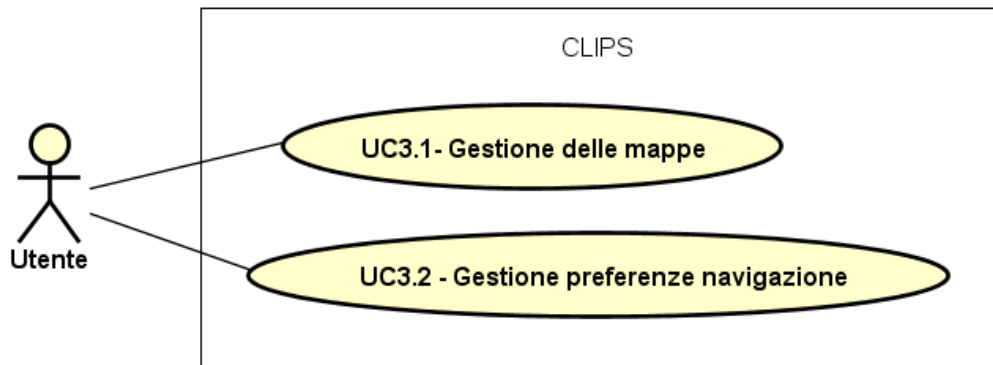 CLIPS
UC3.1- Gestione delle mappe
Utente
UC3.2 - Gestione preferenze navigazione